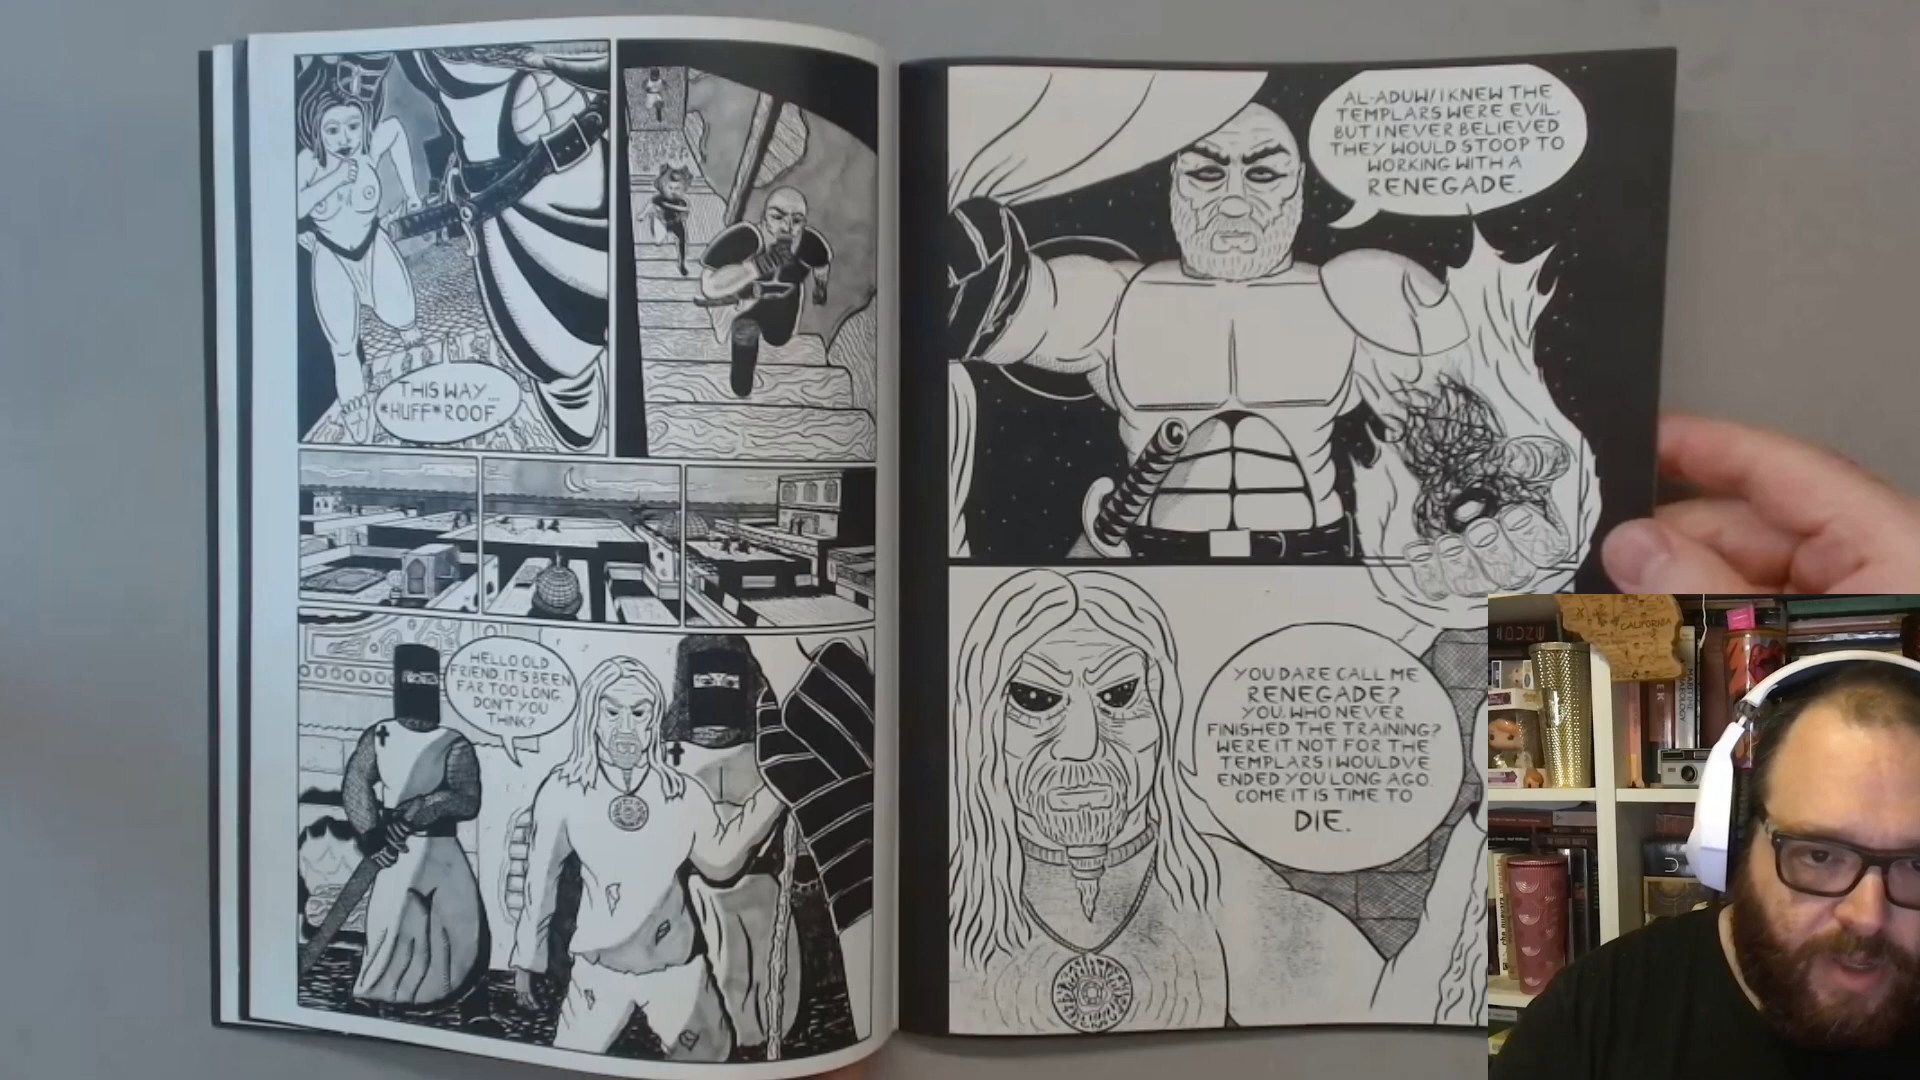 THIS WAY...
*HUFF* ROOF.
HELLO OLD
FRIEND. IT'S BEEN
FAR TOO LONG.
DON'T YOU
THINK?
AL-ADUW! I KNEW THE
TEMPLARS WERE EVIL.
BUT I NEVER BELIEVED
THEY WOULD STOOP TO
WORKING WITH A
RENEGADE.
YOU DARE CALL ME
RENEGADE?
YOU, WHO NEVER
FINISHED THE TRAINING?
WERE IT NOT FOR THE
TEMPLARS I WOULD'VE
ENDED YOU LONG AGO.
COME IT IS TIME TO
DIE.
CALIFORNIA